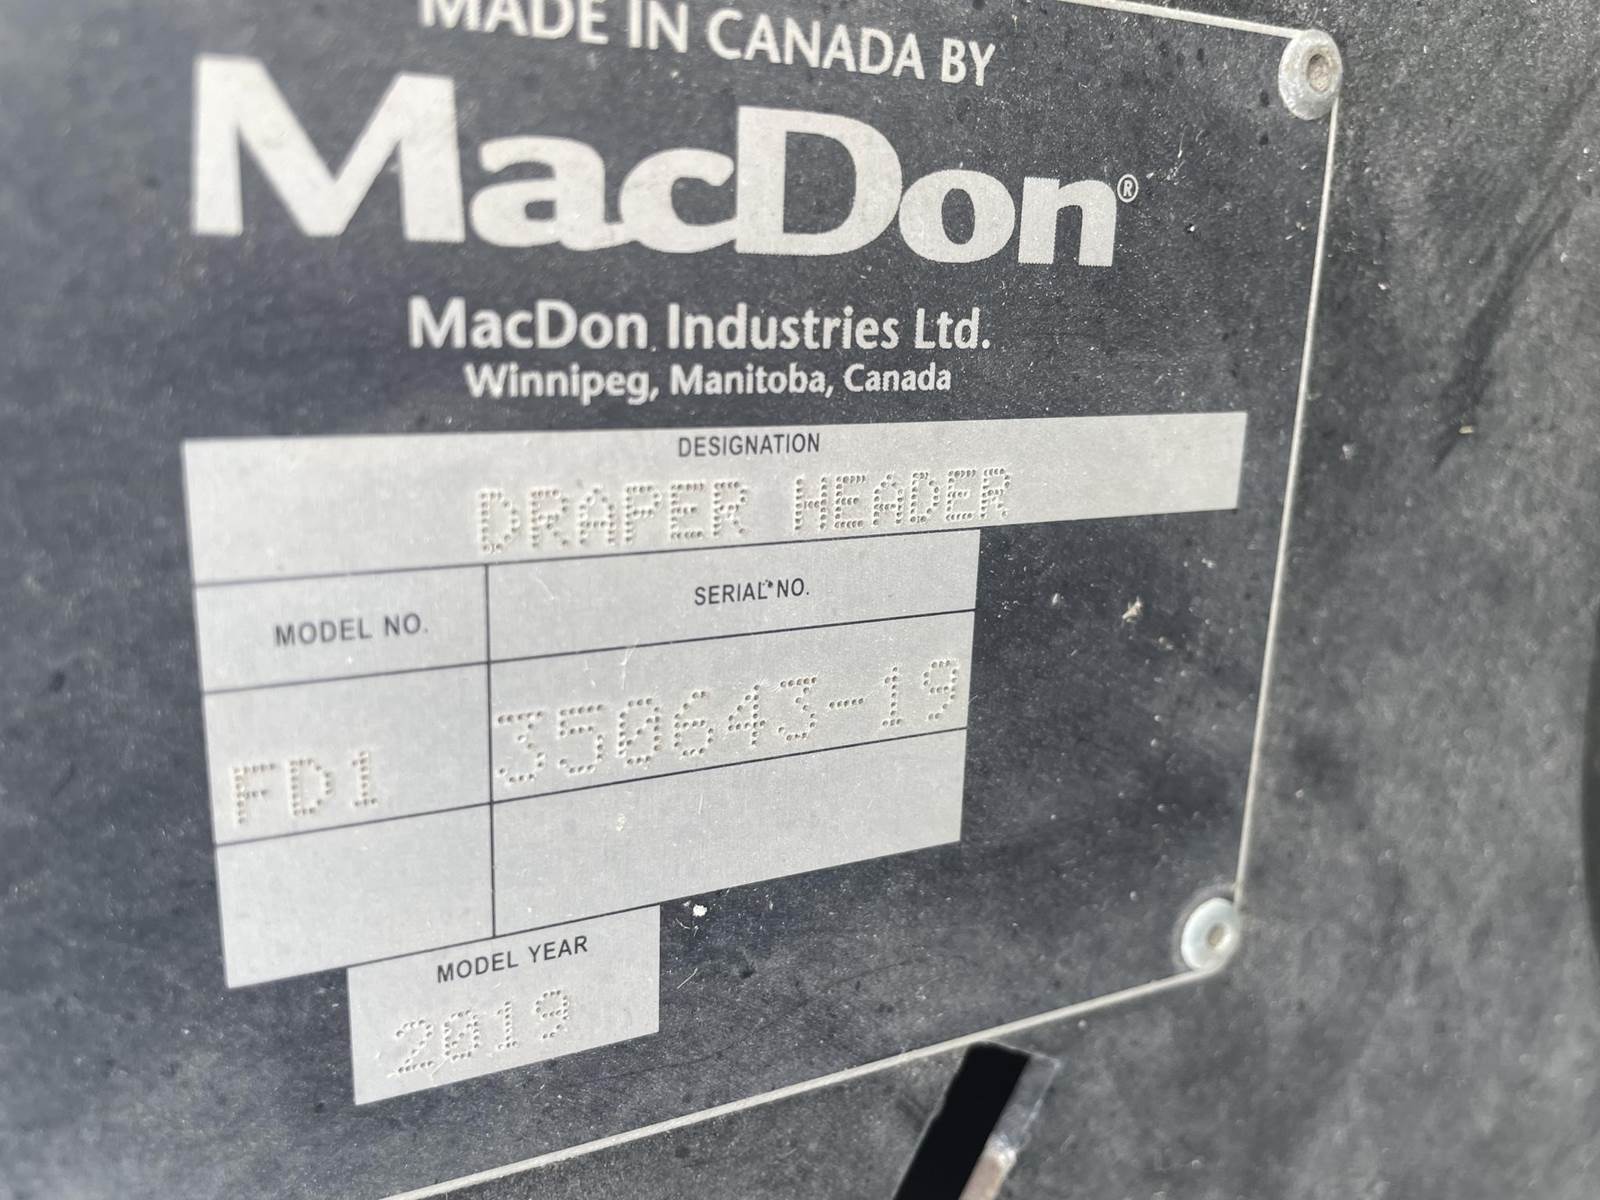 MADE IN CANADA BY
MacDon®
MacDon Industries Ltd.
Winnipeg, Manitoba, Canada
DESIGNATION
DRAPER HEADER
MODEL NO.
SERIAL NO.
FD1
350643-19
MODEL YEAR
2019